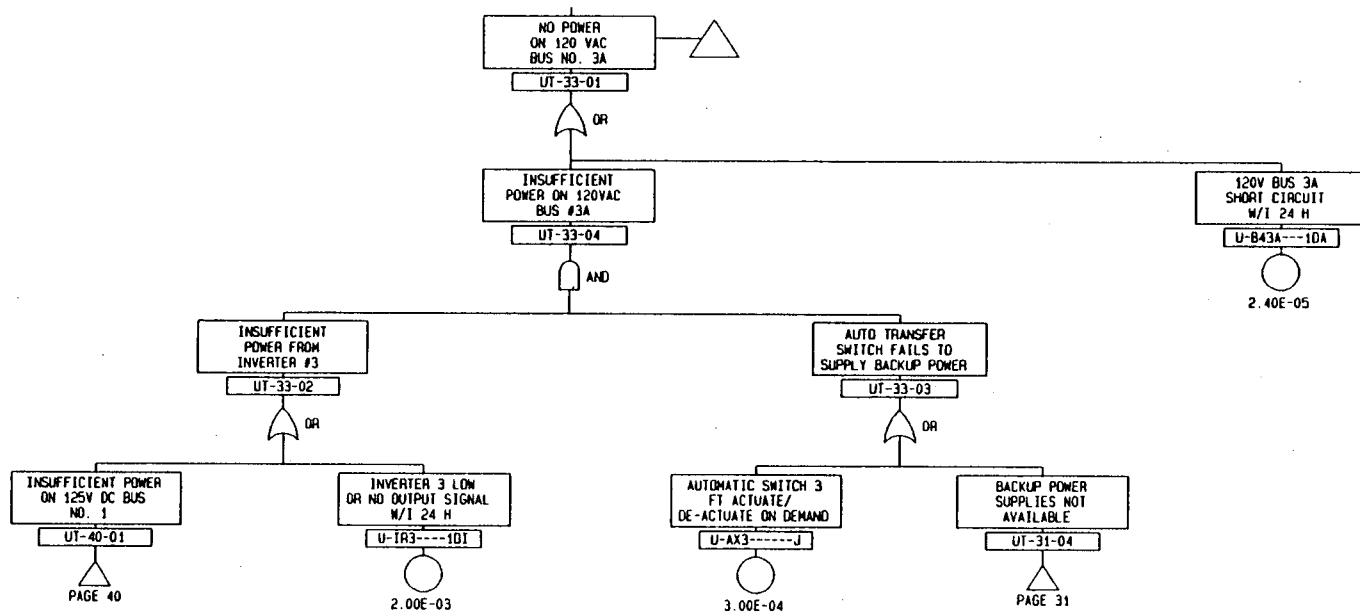 NO POWER
ON 120 VAC
BUS NO. 3A
UT-33-01
OR
INSUFFICIENT
POWER ON 120VAC
BUS #3A
UT-33-04
AND
120V BUS 3A
SHORT CIRCUIT
W/I 24 H
U-B43A---1DA
2.40E-05
INSUFFICIENT
POWER FROM
INVERTER #3
UT-33-02
OR
AUTO TRANSFER
SWITCH FAILS TO
SUPPLY BACKUP POWER
UT-33-03
OR
INSUFFICIENT POWER
ON 125V DC BUS
NO. 1
UT-40-01
PAGE 40
INVERTER 3 LOW
OR NO OUTPUT SIGNAL
W/I 24 H
U-IR3----1DI
2.00E-03
AUTOMATIC SWITCH 3
FT ACTUATE/
DE-ACTUATE ON DEMAND
U-AX3------J
3.00E-04
BACKUP POWER
SUPPLIES NOT
AVAILABLE
UT-31-04
PAGE 31